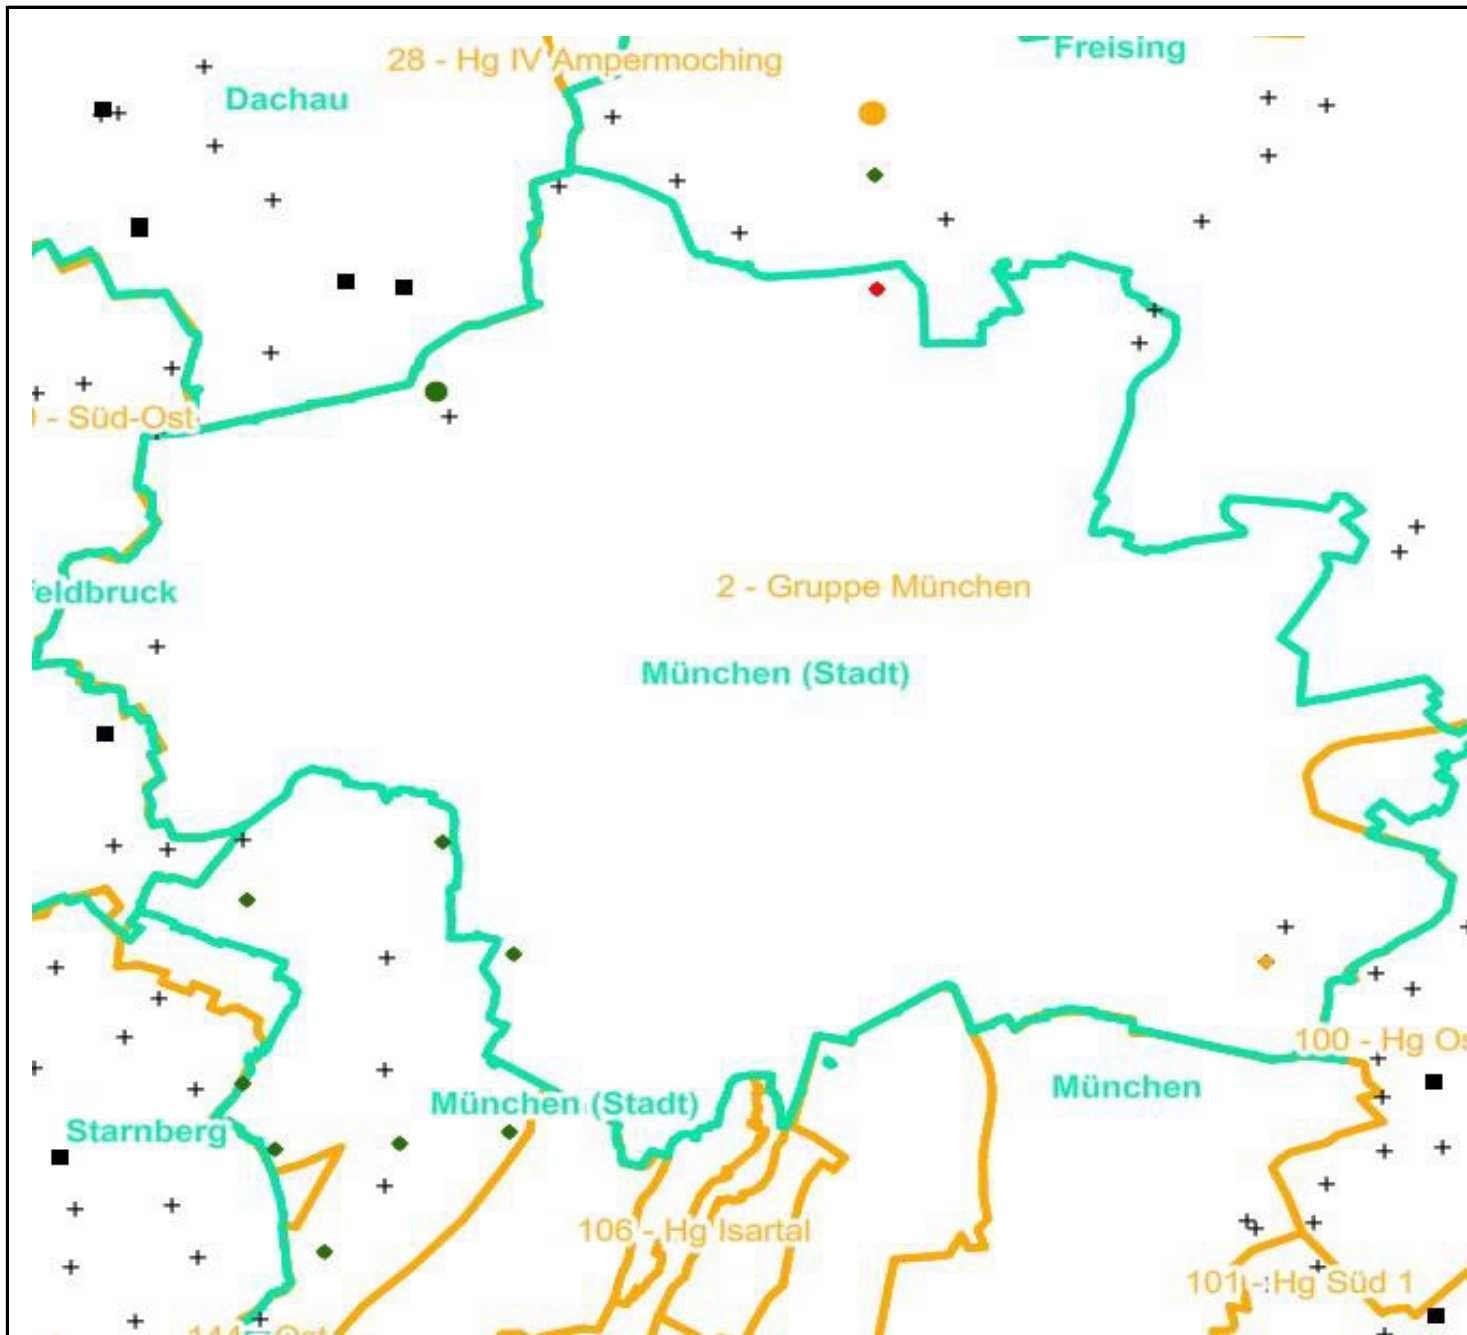 Freising
28 - Hg IV Ampermoching
Dachau
- Süd-Ost
2 - Gruppe München
eldbruck
München (Stadt)
100 - Hg Os
München
München (Stadt)
Starnberg
106 - Hg Isartal
101 - Hg Süd 1